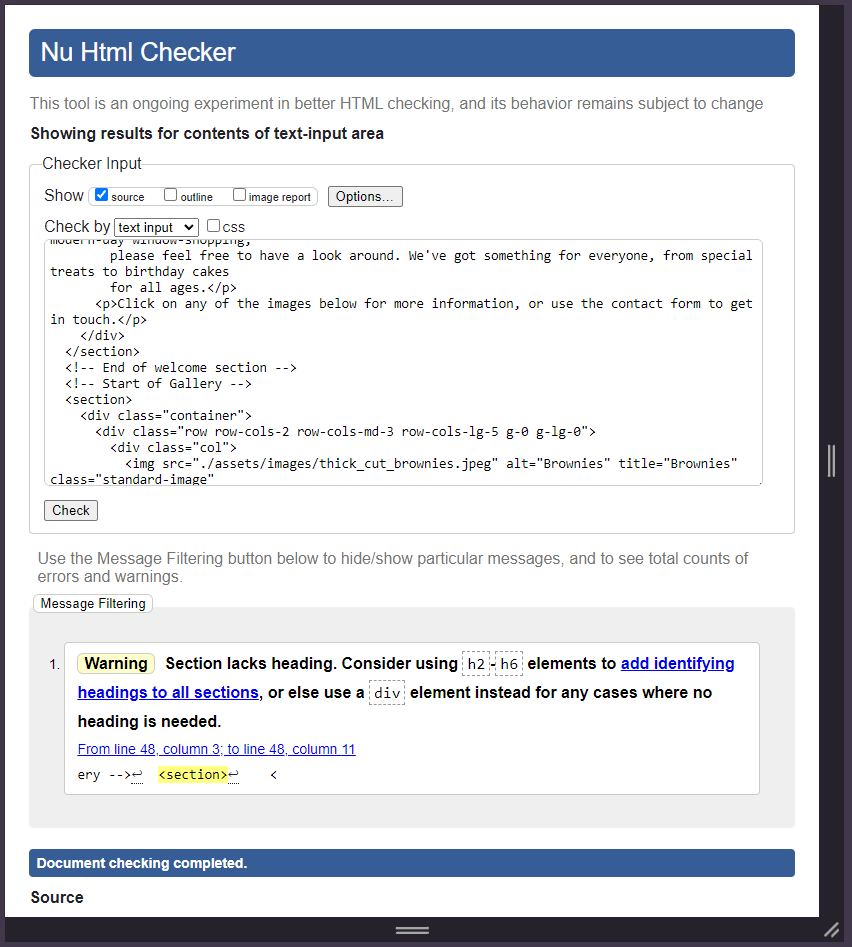 Nu Html Checker
This tool is an ongoing experiment in better HTML checking, and its behavior remains subject to change
Showing results for contents of text-input area
Checker Input
Show source outline image report Options...
Check by text input css
modern-day window-shopping,
please feel free to have a look around. We've got something for everyone, from special
treats to birthday cakes
for all ages.</p>
<p>Click on any of the images below for more information, or use the contact form to get
in touch.</p>
</div>
</section>
<!-- End of welcome section -->
<!-- Start of Gallery -->
<section>
<div class="container">
<div class="row row-cols-2 row-cols-md-3 row-cols-lg-5 g-0 g-lg-0">
<div class="col">
<img src="./assets/images/thick_cut_brownies.jpeg" alt="Brownies" title="Brownies"
class="standard-image"
Check
Use the Message Filtering button below to hide/show particular messages, and to see total counts of
errors and warnings.
Message Filtering
1. Warning Section lacks heading. Consider using h2-h6 elements to add identifying
headings to all sections, or else use a div element instead for any cases where no
heading is needed.
From line 48, column 3; to line 48, column 11
ery -->↩ <section>↩ <
Document checking completed.
Source